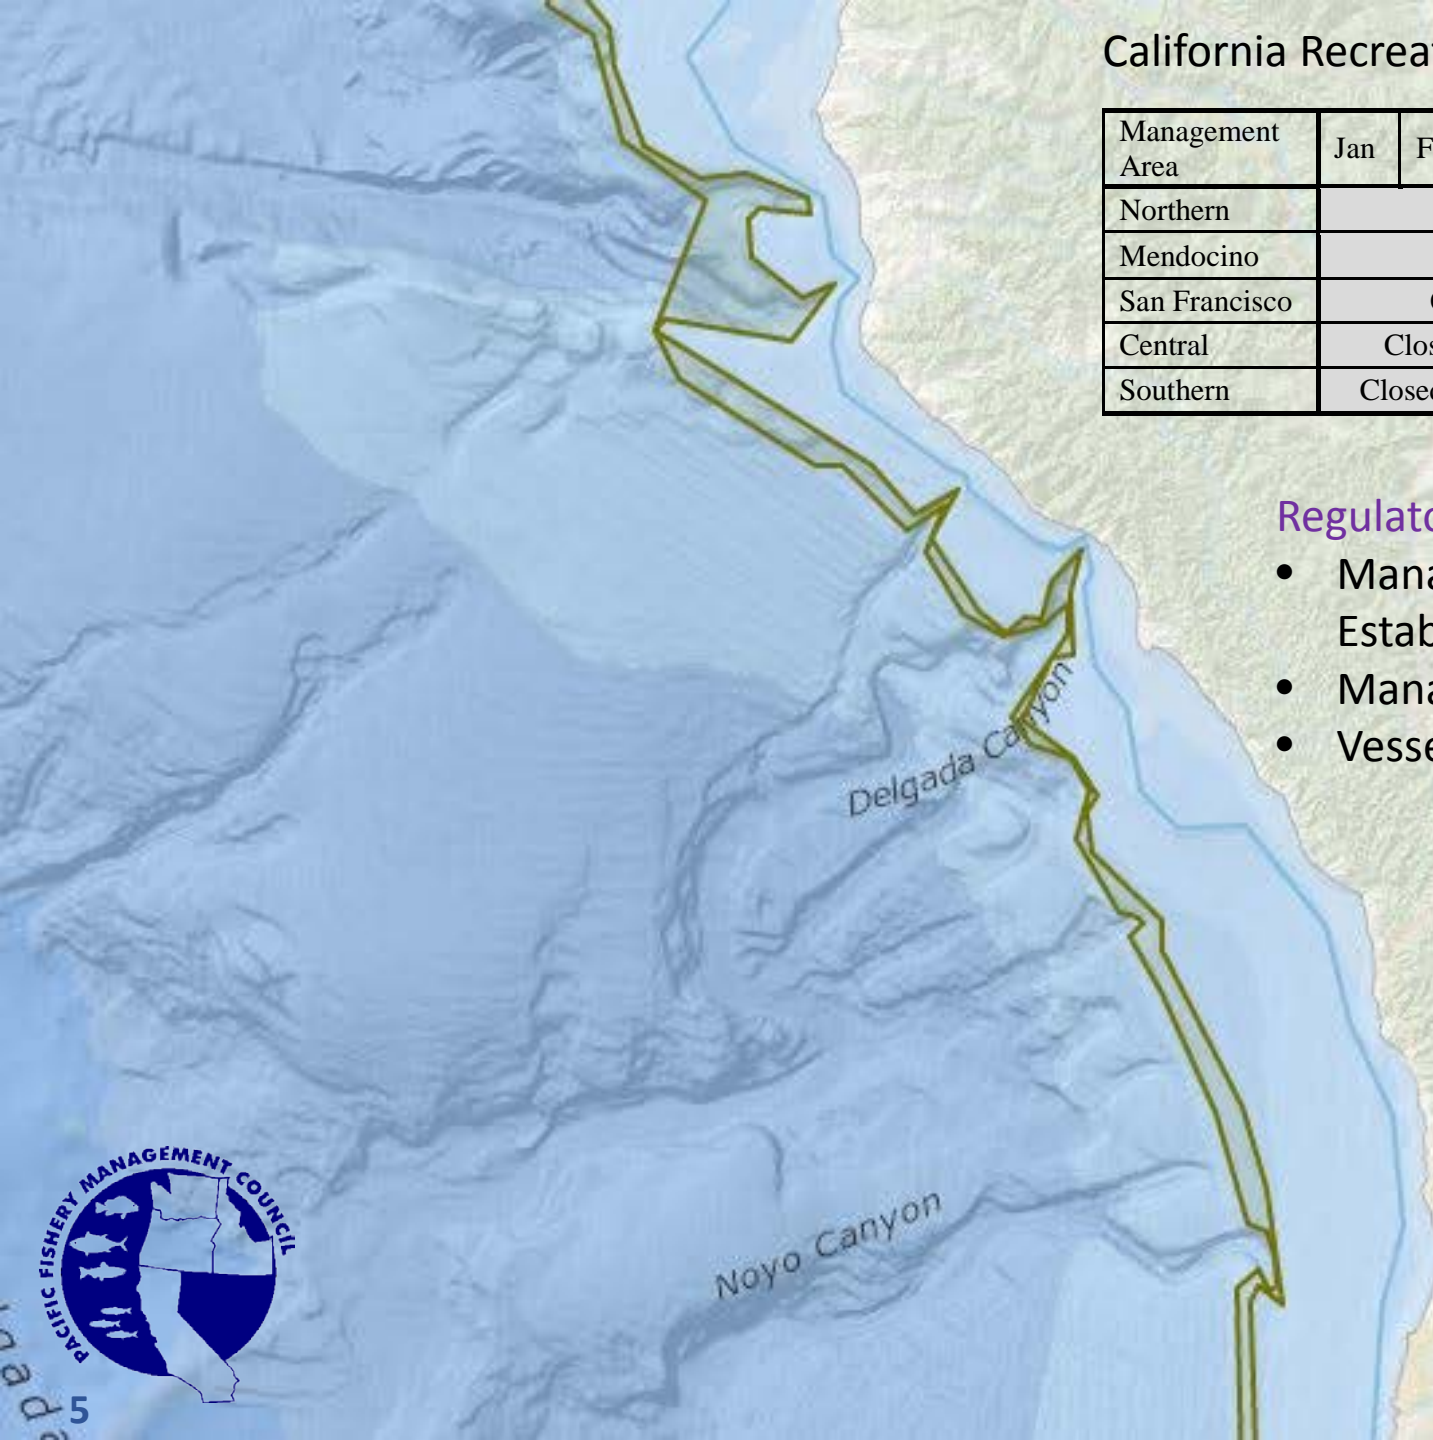 California Recrea
Management
Area
Jan
F
Northern
Mendocino
San Francisco
Central
Clos
Southern
Close
Regulato
Mana
Estab
Mana
Vesse
Delgada Canyon
Noyo Canyon
PACIFIC FISHERY MANAGEMENT COUNCIL
5